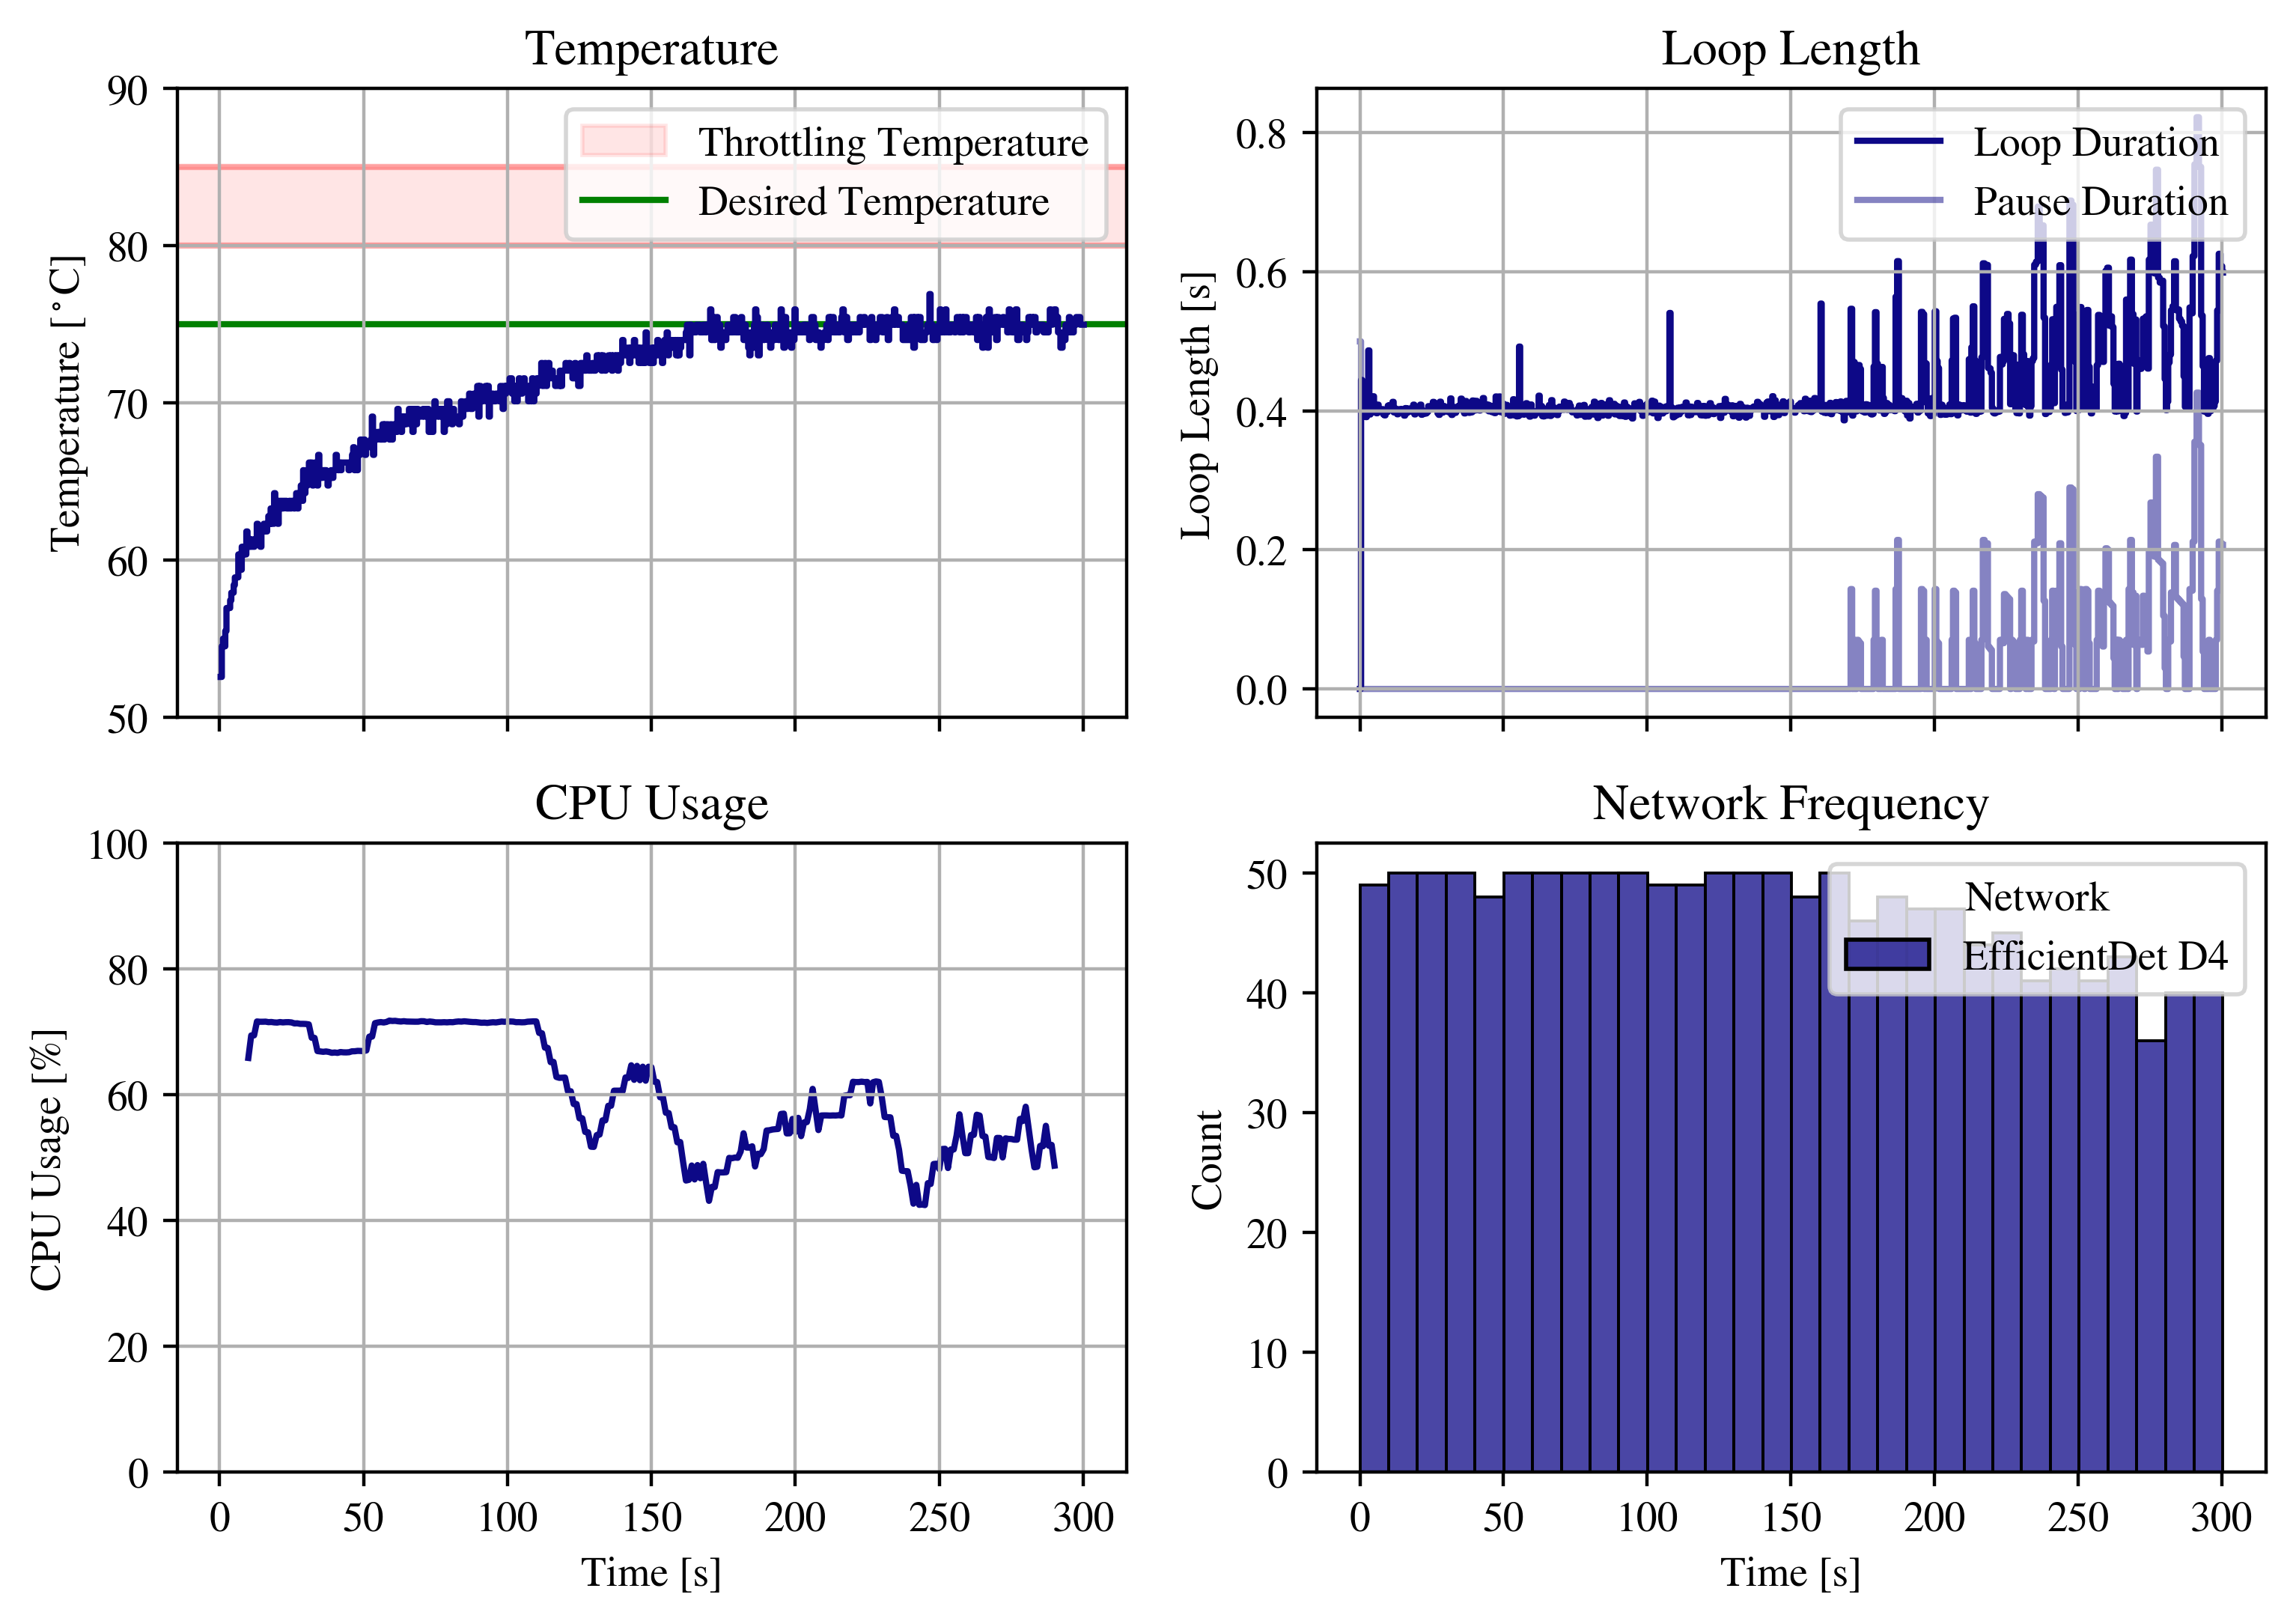 Temperature
90
80
70
60
50
Temperature [°C]
Throttling Temperature
Desired Temperature
Loop Length
0.8
0.6
0.4
0.2
0.0
Loop Length [s]
Loop Duration
Pause Duration
CPU Usage
100
80
60
40
20
0
CPU Usage [%]
0 50 100 150 200 250 300
Time [s]
Network Frequency
50
40
30
20
10
0
Count
Network
EfficientDet D4
0 50 100 150 200 250 300
Time [s]